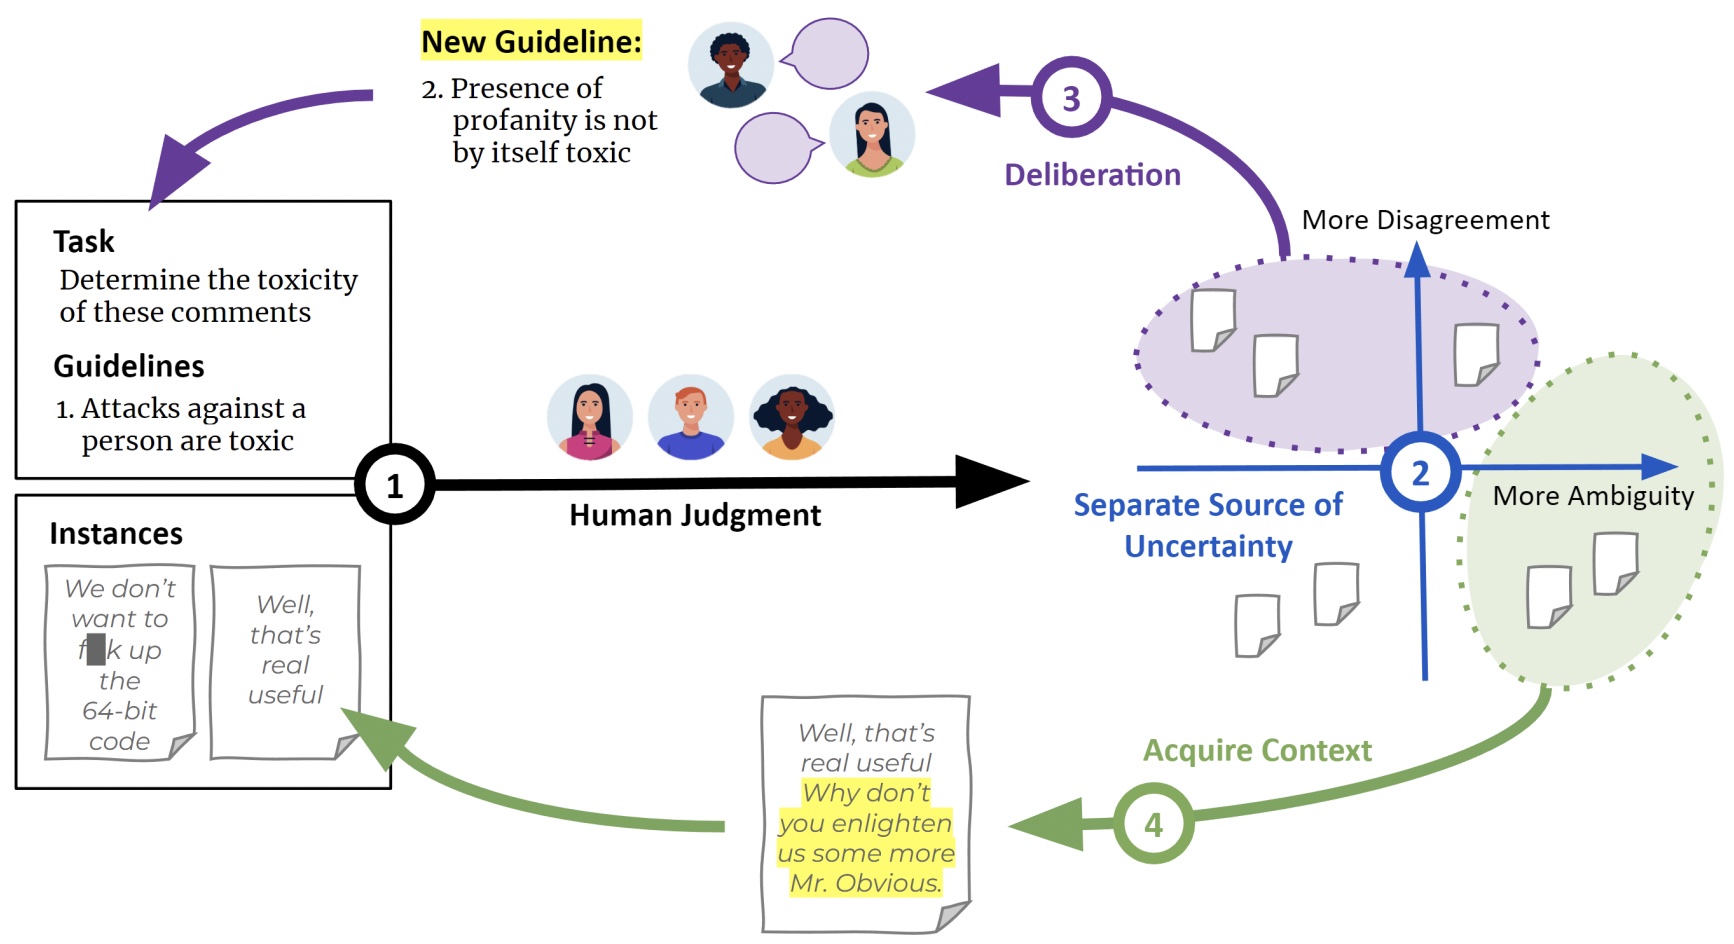 New Guideline:
2. Presence of
profanity is not
by itself toxic
3
Deliberation
Task
Determine the toxicity
of these comments
Guidelines
1. Attacks against a
person are toxic
1
Human Judgment
More Disagreement
2
More Ambiguity
Separate Source of
Uncertainty
Instances
We don't
want to
f█k up
the
64-bit
code
Well,
that's
real
useful
Well, that's
real useful
Why don't
you enlighten
us some more
Mr. Obvious.
Acquire Context
4